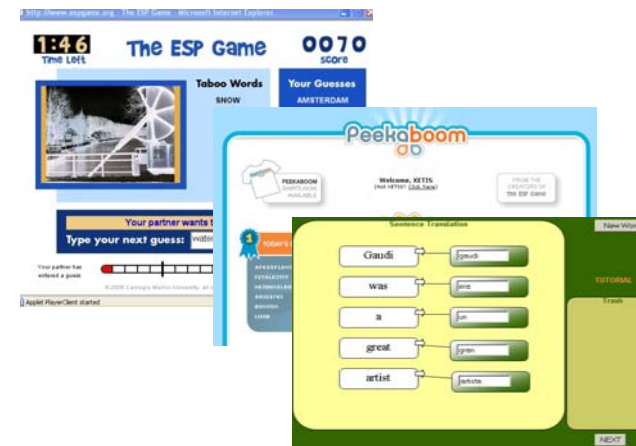 http://www.espgame.org - The ESP Game - Microsoft Internet Explorer
1:46
Time Left
The ESP Game
0070
score
Taboo Words
SNOW
Your Guesses
AMSTERDAM
Your partner wants t
Type your next guess:
Your partner has
entered a guess
Applet PlayerClient started
Peekaboom
PEEKABOOM
SHIRTS NOW
AVAILABLE
Welcome, XETIS
(Not XETIS? Click here)
FROM THE
CREATORS OF
The ESP Game
1
TODAY'S
Sentence Translation
New Wor
Gaudi
gaudi
was
a
un
great
gran
artist
artista
TUTORIAL
Trash
NEXT